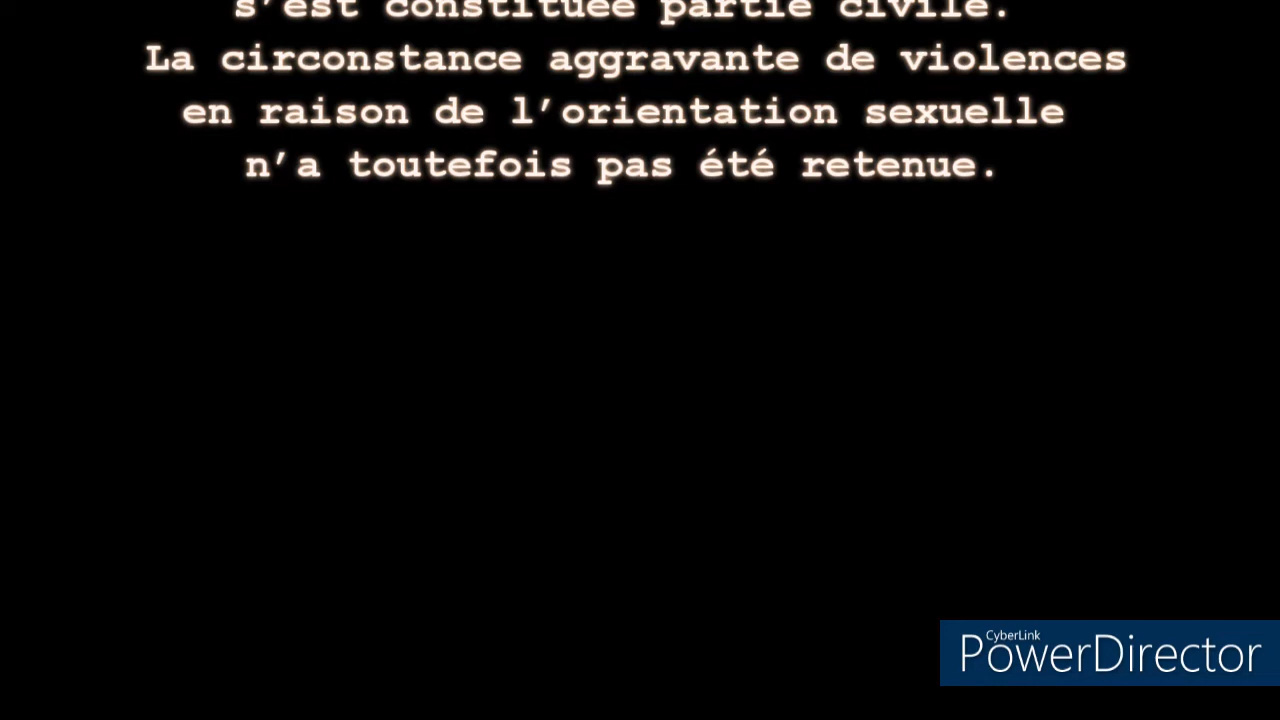 s’est constituée partie civile.
La circonstance aggravante de violences
en raison de l’orientation sexuelle
n’a toutefois pas été retenue.
CyberLink
PowerDirector